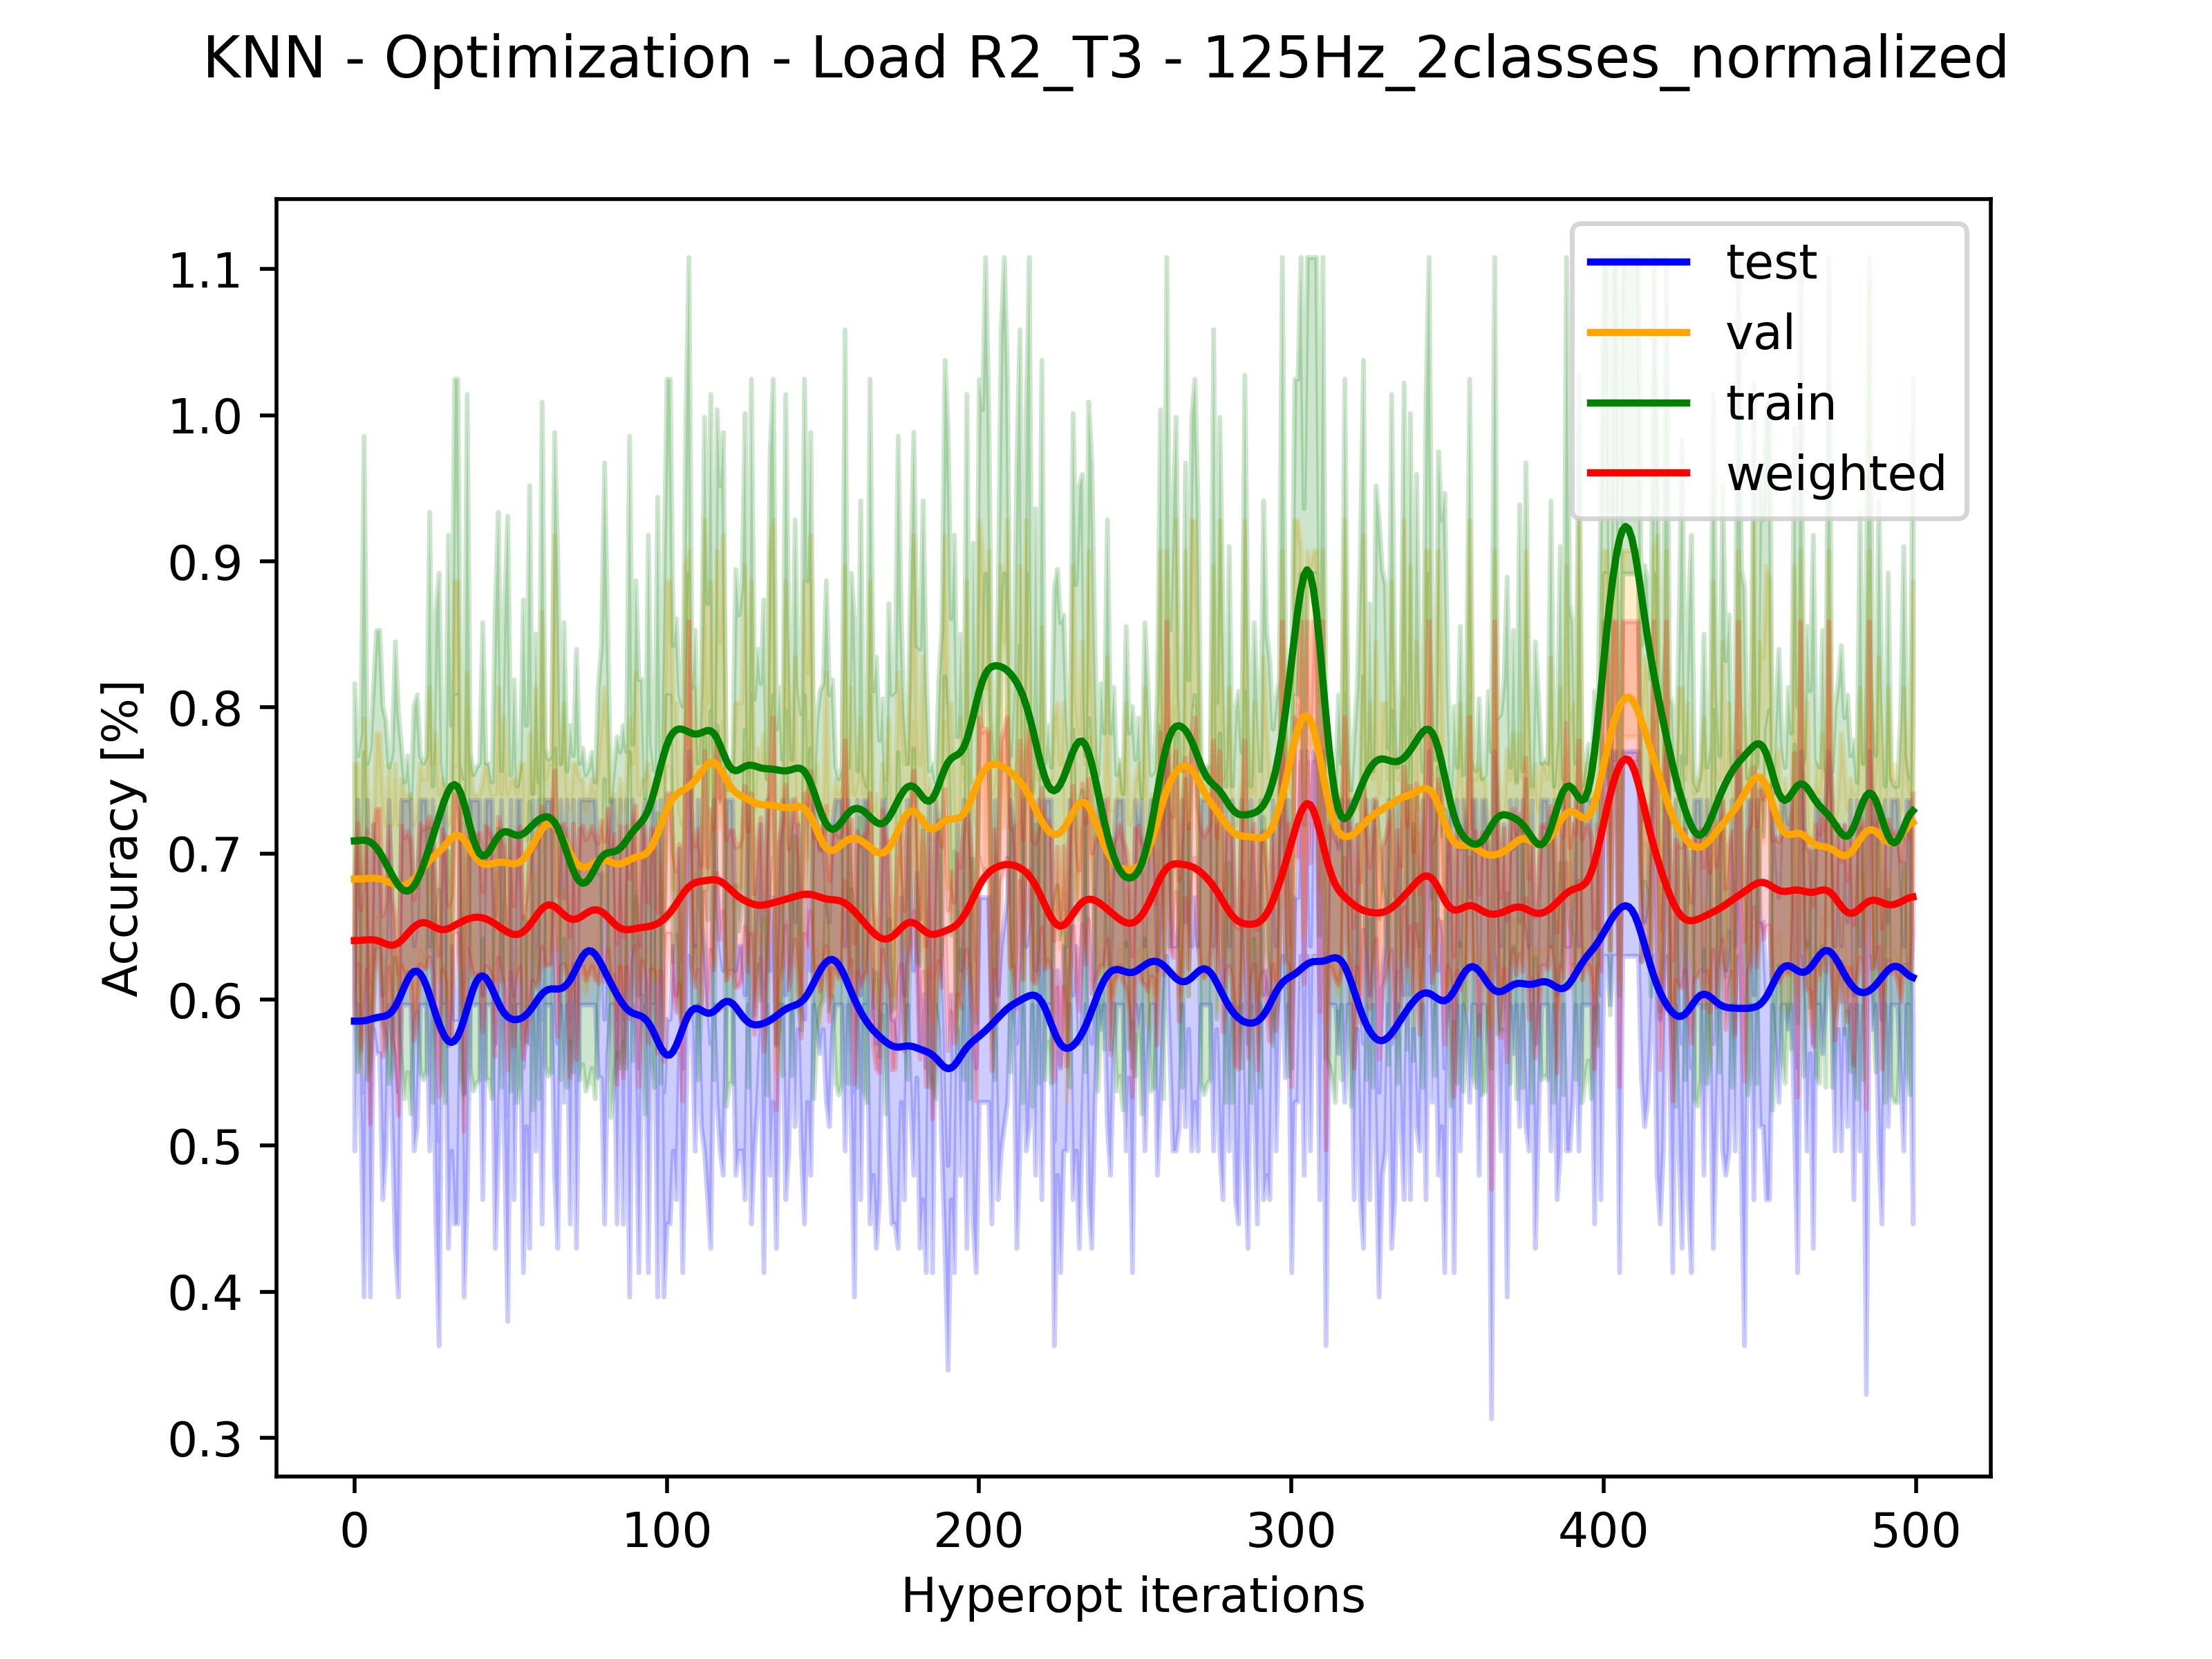 KNN - Optimization - Load R2_T3 - 125Hz_2classes_normalized
test
val
train
weighted
1.1
1.0
0.9
0.8
0.7
0.6
0.5
0.4
0.3
Accuracy [%]
0 100 200 300 400 500
Hyperopt iterations